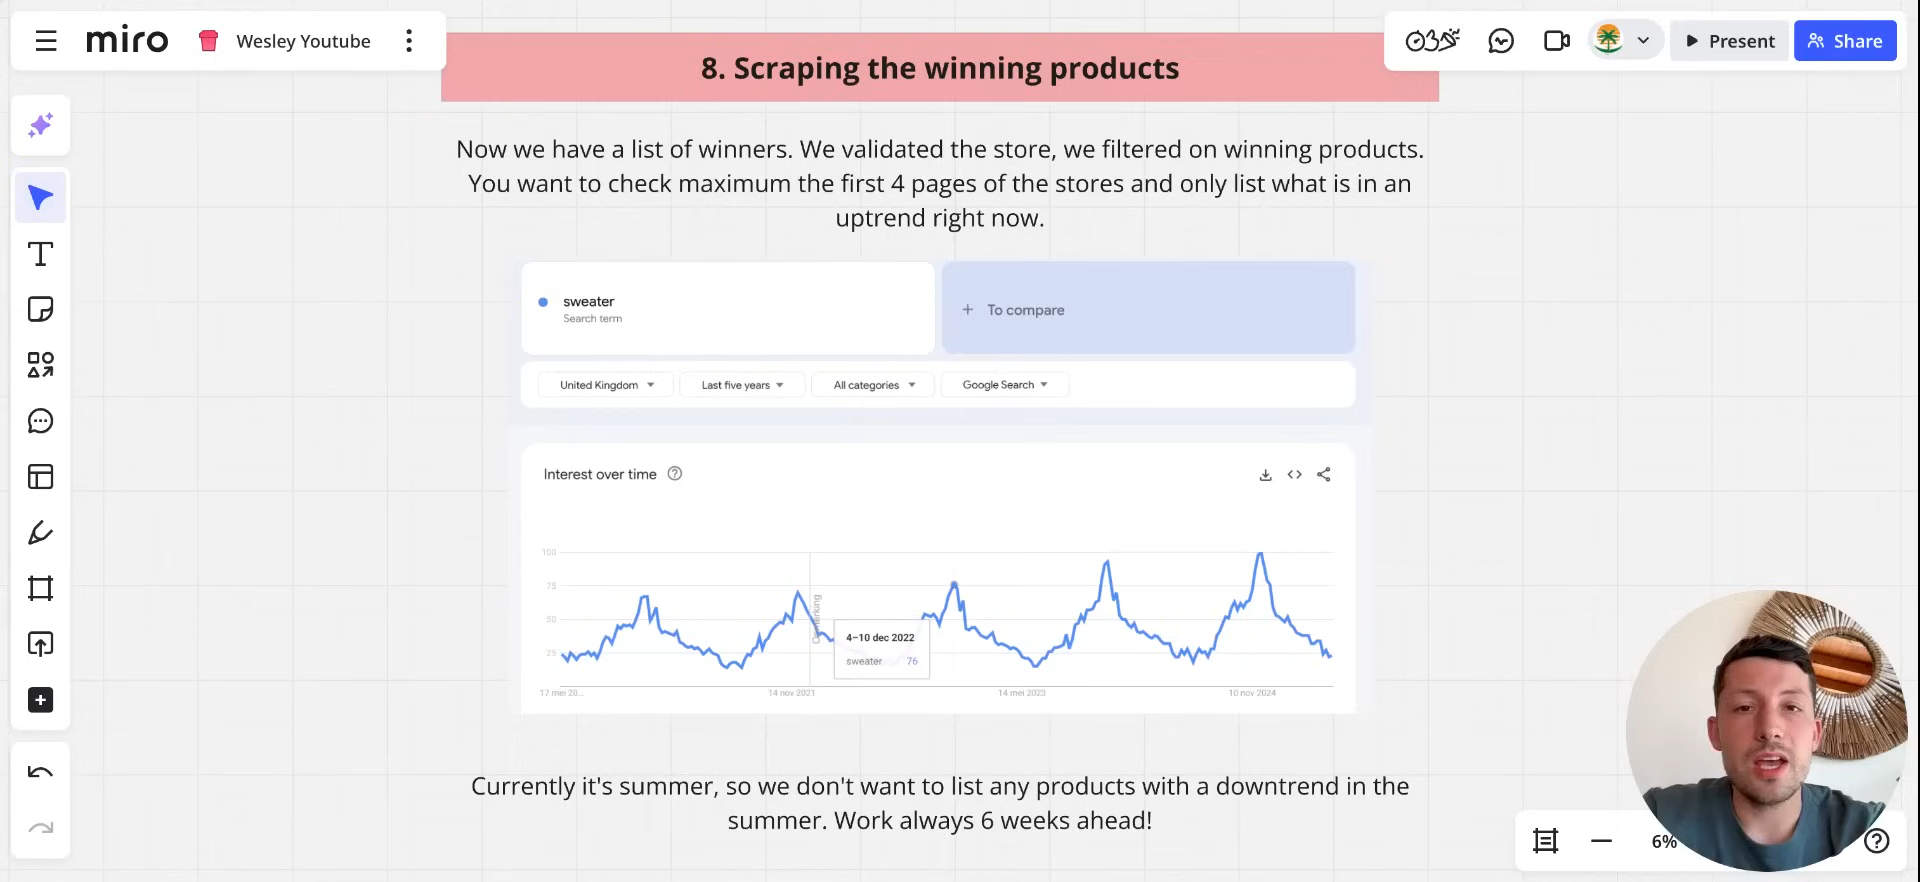 miro
Wesley Youtube
Present
Share
8. Scraping the winning products
Now we have a list of winners. We validated the store, we filtered on winning products.
You want to check maximum the first 4 pages of the stores and only list what is in an
uptrend right now.
sweater
Search term
+ To compare
United Kingdom
Last five years
All categories
Google Search
Interest over time
100
75
50
25
4–10 dec 2022
sweater 76
17 mei 20...
14 nov 2021
14 mei 2023
10 nov 2024
Currently it's summer, so we don't want to list any products with a downtrend in the
summer. Work always 6 weeks ahead!
6%